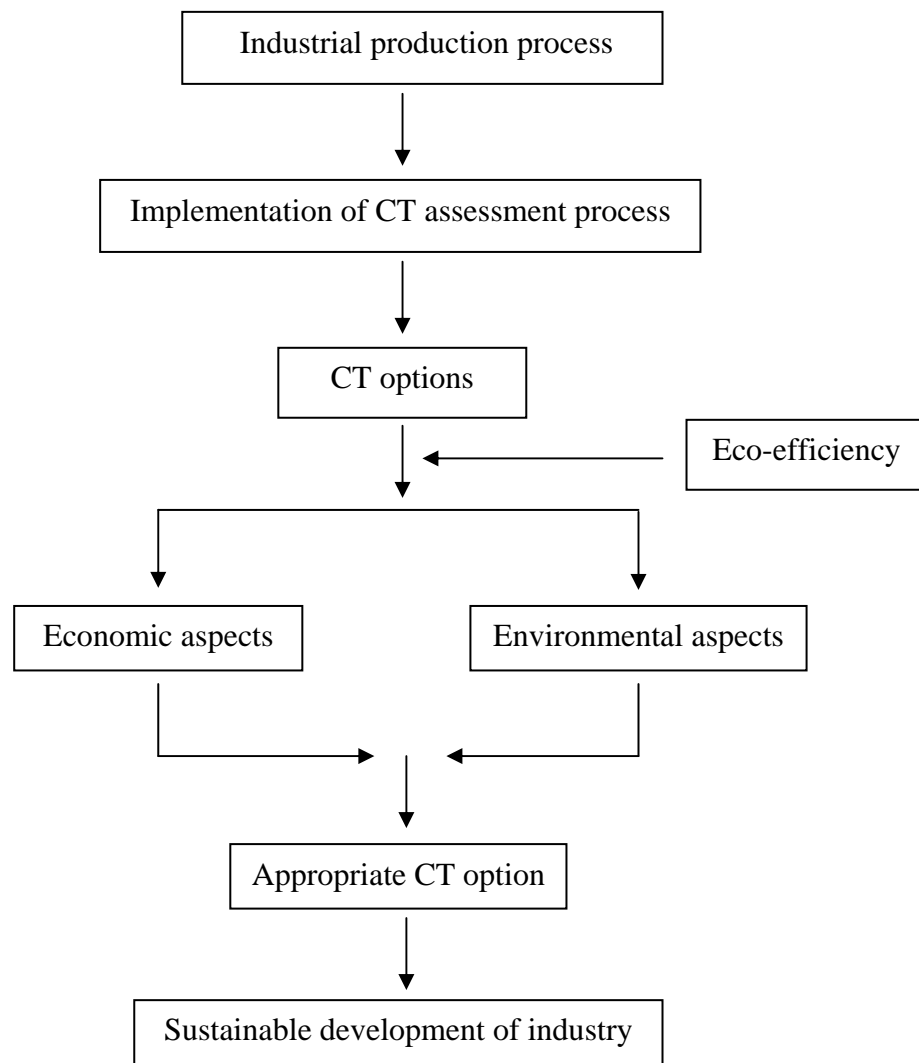 Industrial production process
Implementation of CT assessment process
CT options
Eco-efficiency
Economic aspects
Environmental aspects
Appropriate CT option
Sustainable development of industry